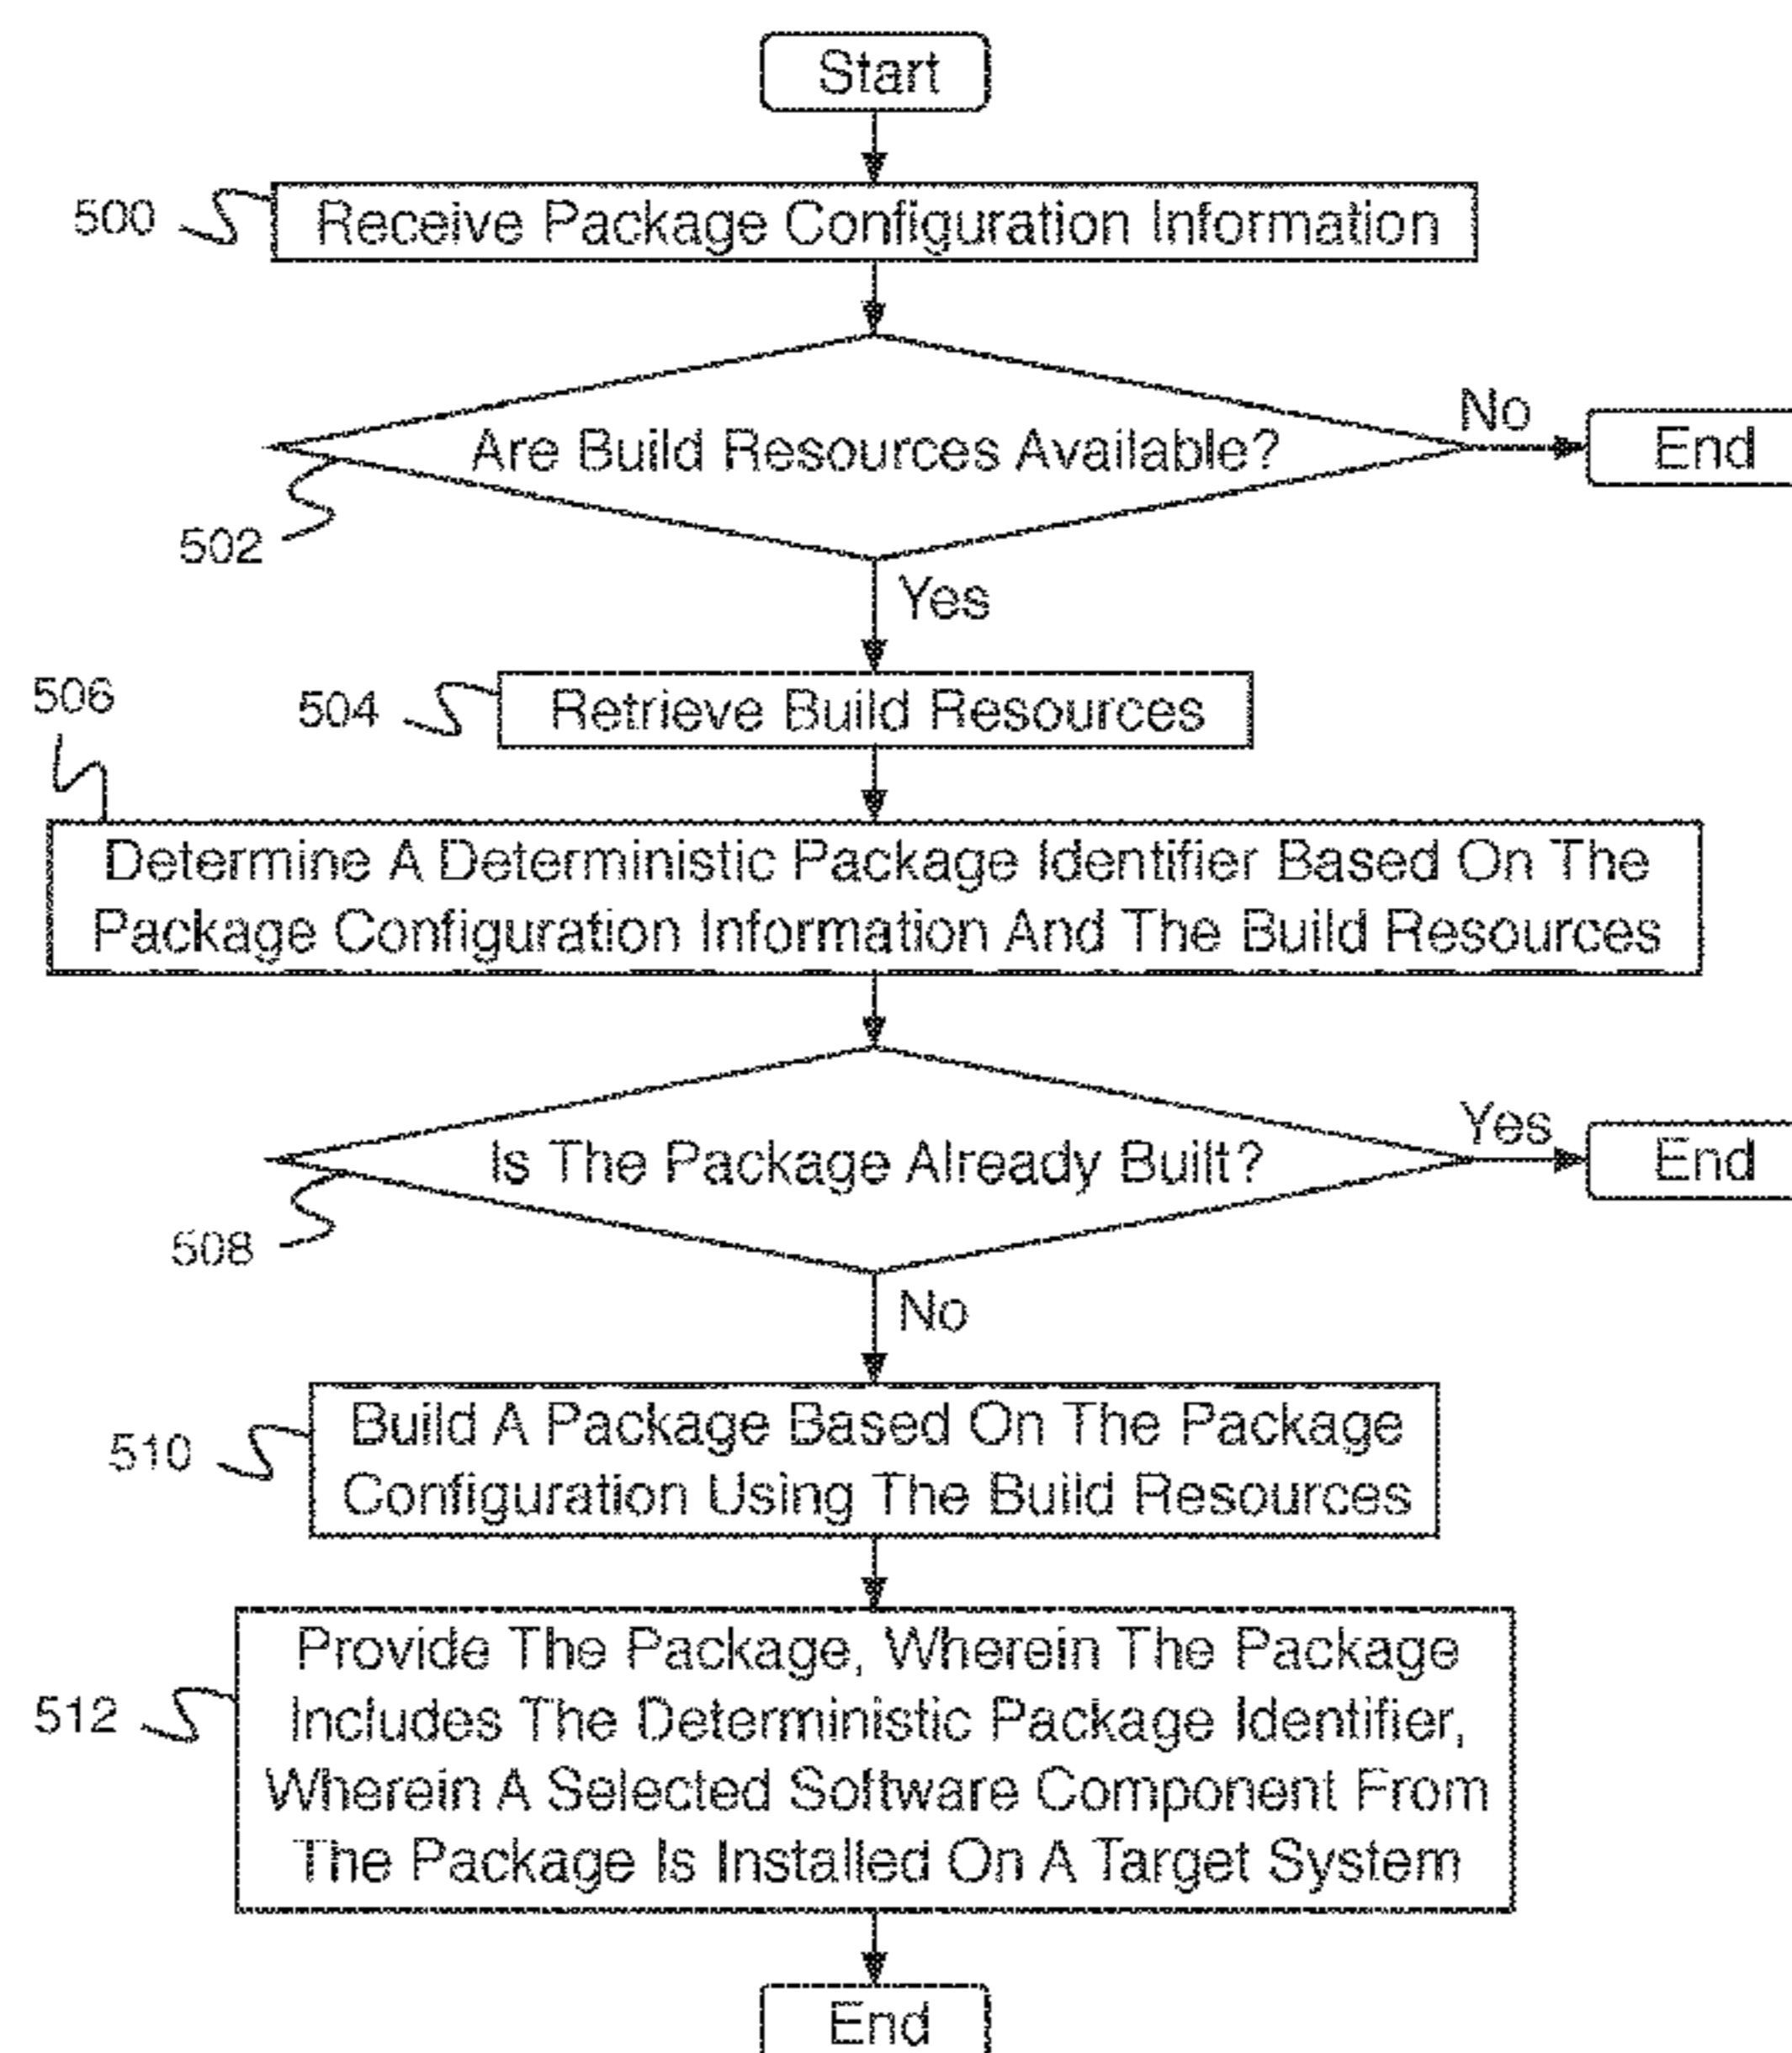 Start
500
Receive Package Configuration Information
Are Build Resources Available?
No
End
502
Yes
506
504
Retrieve Build Resources
Determine A Deterministic Package Identifier Based On The
Package Configuration Information And The Build Resources
Is The Package Already Built?
Yes
End
508
No
510
Build A Package Based On The Package
Configuration Using The Build Resources
512
Provide The Package, Wherein The Package
Includes The Deterministic Package Identifier,
Wherein A Selected Software Component From
The Package Is Installed On A Target System
End